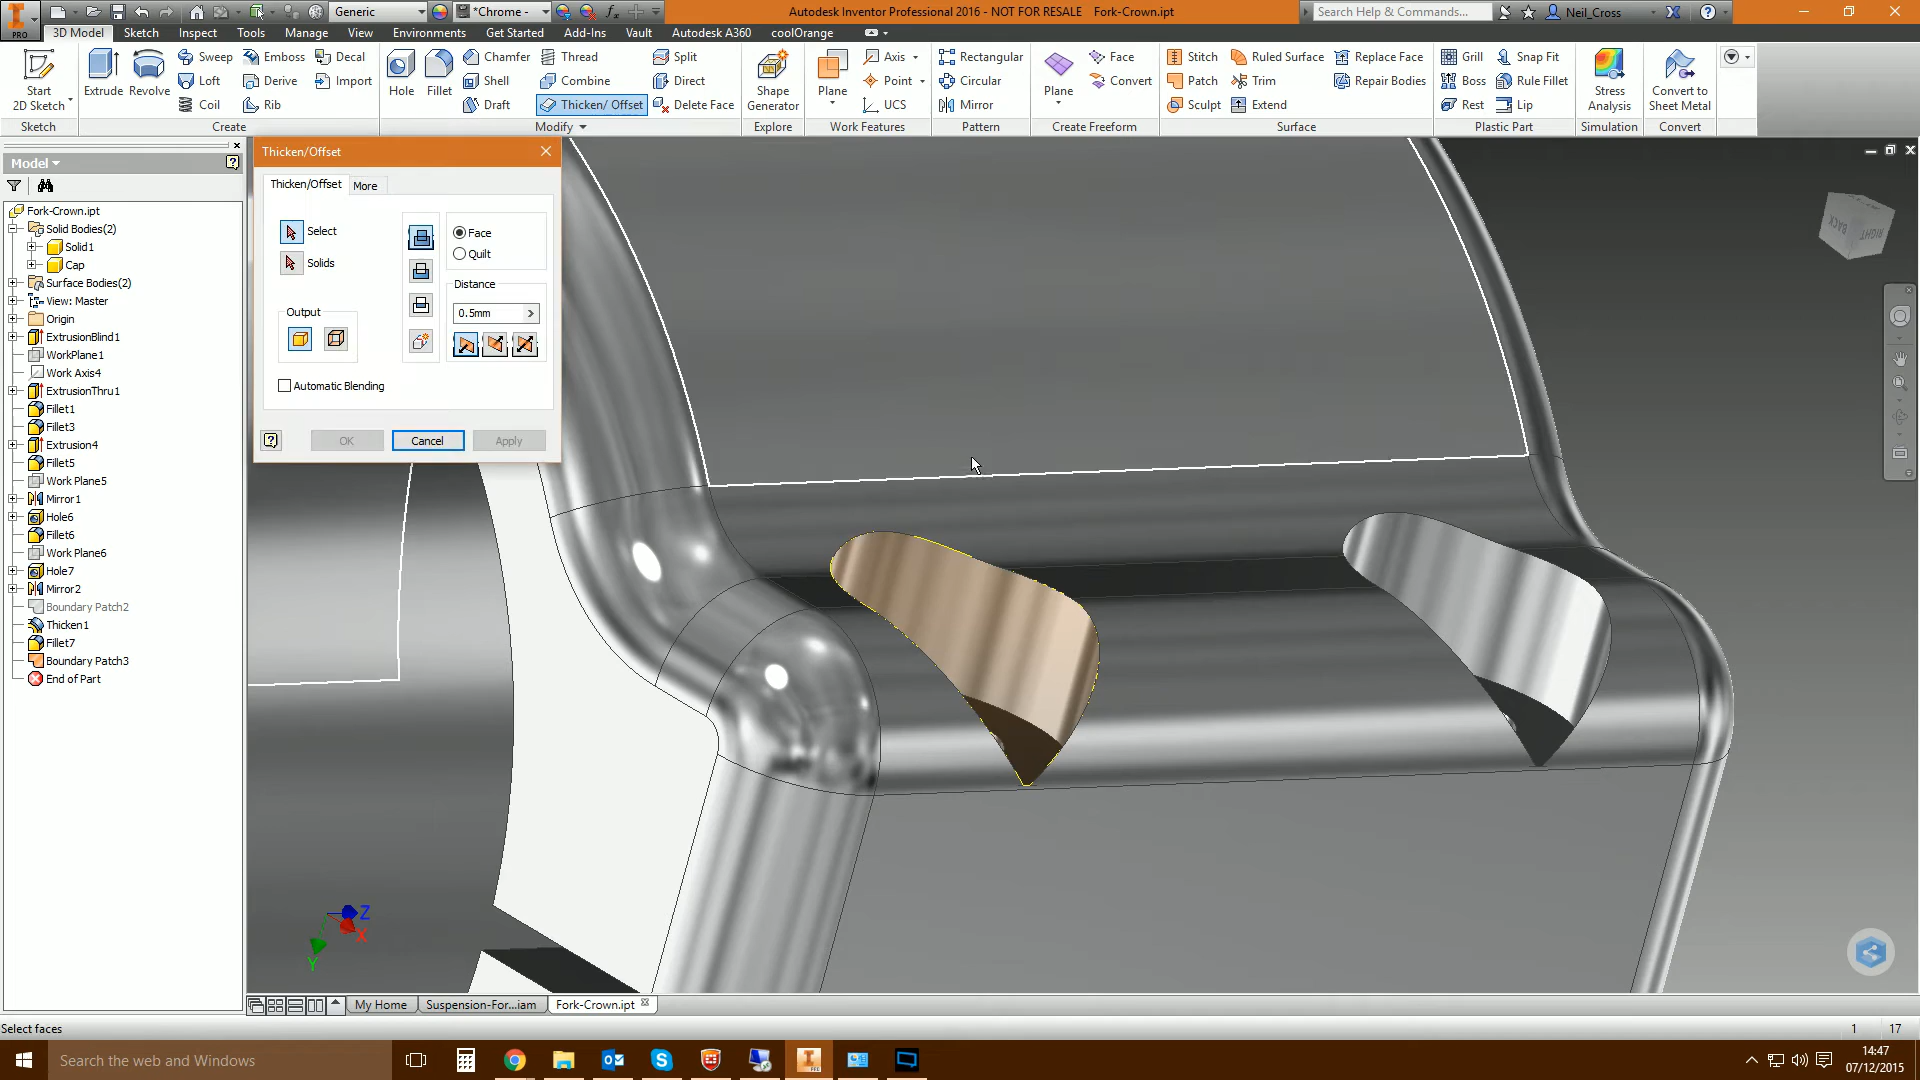 PRO
Generic
*Chrome -
Autodesk Inventor Professional 2016 - NOT FOR RESALE Fork-Crown.ipt
Search Help & Commands...
Neil_Cross
3D Model Sketch Inspect Tools Manage View Environments Get Started Add-Ins Vault Autodesk A360 coolOrange
Start
2D Sketch
Extrude
Revolve
Sweep
Loft
Coil
Emboss
Derive
Rib
Decal
Import
Hole
Fillet
Chamfer
Shell
Draft
Thread
Combine
Thicken/ Offset
Split
Direct
Delete Face
Shape
Generator
Plane
Axis
Point
UCS
Rectangular
Circular
Mirror
Plane
Face
Convert
Stitch
Patch
Sculpt
Ruled Surface
Trim
Extend
Replace Face
Repair Bodies
Grill
Boss
Rest
Snap Fit
Rule Fillet
Lip
Stress
Analysis
Convert to
Sheet Metal
Sketch Create Modify Explore Work Features Pattern Create Freeform Surface Plastic Part Simulation Convert
Model
Fork-Crown.ipt
Solid Bodies(2)
Solid1
Cap
Surface Bodies(2)
View: Master
Origin
ExtrusionBlind1
WorkPlane1
Work Axis4
ExtrusionThru1
Fillet1
Fillet3
Extrusion4
Fillet5
Work Plane5
Mirror1
Hole6
Fillet6
Work Plane6
Hole7
Mirror2
Boundary Patch2
Thicken1
Fillet7
Boundary Patch3
End of Part
Thicken/Offset
Thicken/Offset More
Select
Solids
Face
Quilt
Distance
0.5mm
Output
Automatic Blending
OK Cancel Apply
BACK RIGHT
Z
X
Y
My Home Suspension-For...iam Fork-Crown.ipt
Select faces
1 17
Search the web and Windows
14:47
07/12/2015